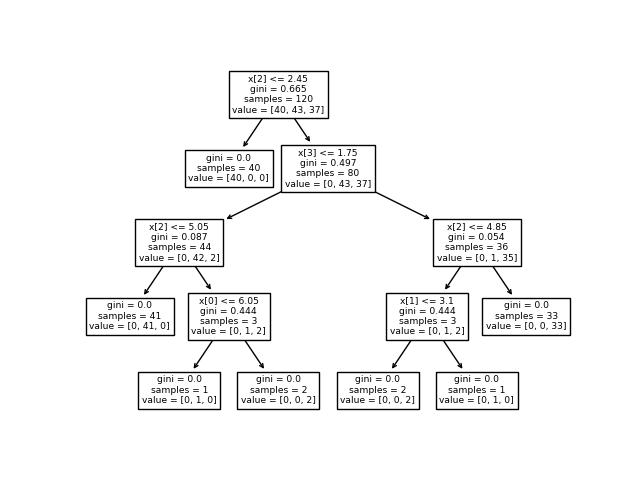 x[2] <= 2.45
gini = 0.665
samples = 120
value = [40, 43, 37]
gini = 0.0
samples = 40
value = [40, 0, 0]
x[3] <= 1.75
gini = 0.497
samples = 80
value = [0, 43, 37]
x[2] <= 5.05
gini = 0.087
samples = 44
value = [0, 42, 2]
x[2] <= 4.85
gini = 0.054
samples = 36
value = [0, 1, 35]
gini = 0.0
samples = 41
value = [0, 41, 0]
x[0] <= 6.05
gini = 0.444
samples = 3
value = [0, 1, 2]
x[1] <= 3.1
gini = 0.444
samples = 3
value = [0, 1, 2]
gini = 0.0
samples = 33
value = [0, 0, 33]
gini = 0.0
samples = 1
value = [0, 1, 0]
gini = 0.0
samples = 2
value = [0, 0, 2]
gini = 0.0
samples = 2
value = [0, 0, 2]
gini = 0.0
samples = 1
value = [0, 1, 0]